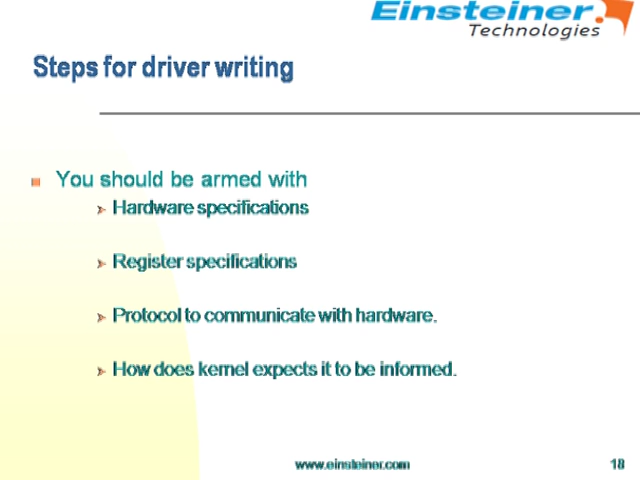 Einsteiner
Technologies
Steps for driver writing
You should be armed with
Hardware specifications
Register specifications
Protocol to communicate with hardware.
How does kernel expects it to be informed.
www.einsteiner.com
18